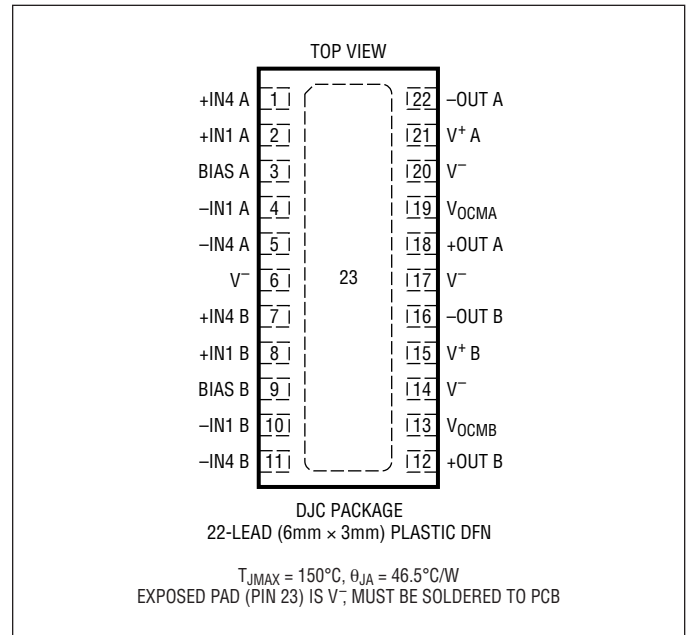 TOP VIEW
+IN4 A 1 22 –OUT A
+IN1 A 2 21 V+ A
BIAS A 3 20 V–
–IN1 A 4 19 VOCMA
–IN4 A 5 18 +OUT A
V– 6 23 17 V–
+IN4 B 7 16 –OUT B
+IN1 B 8 15 V+ B
BIAS B 9 14 V–
–IN1 B 10 13 VOCMB
–IN4 B 11 12 +OUT B
DJC PACKAGE
22-LEAD (6mm × 3mm) PLASTIC DFN
TJMAX = 150°C, θJA = 46.5°C/W
EXPOSED PAD (PIN 23) IS V–, MUST BE SOLDERED TO PCB